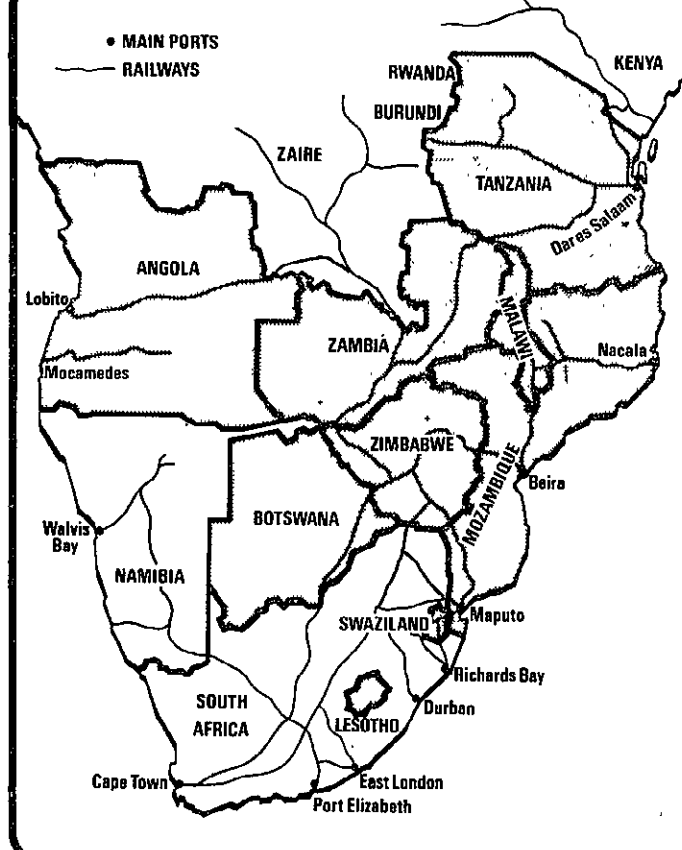 MAIN PORTS
RAILWAYS
KENYA
RWANDA
BURUNDI
ZAIRE
TANZANIA
Dares Salaam
ANGOLA
Lobito
MALAWI
ZAMBIA
Nacala
Mocamedes
ZIMBABWE
MOZAMBIQUE
Beira
BOTSWANA
Walvis
Bay
NAMIBIA
SWAZILAND
Maputo
Richards Bay
SOUTH
AFRICA
LESOTHO
Durban
Cape Town
East London
Port Elizabeth